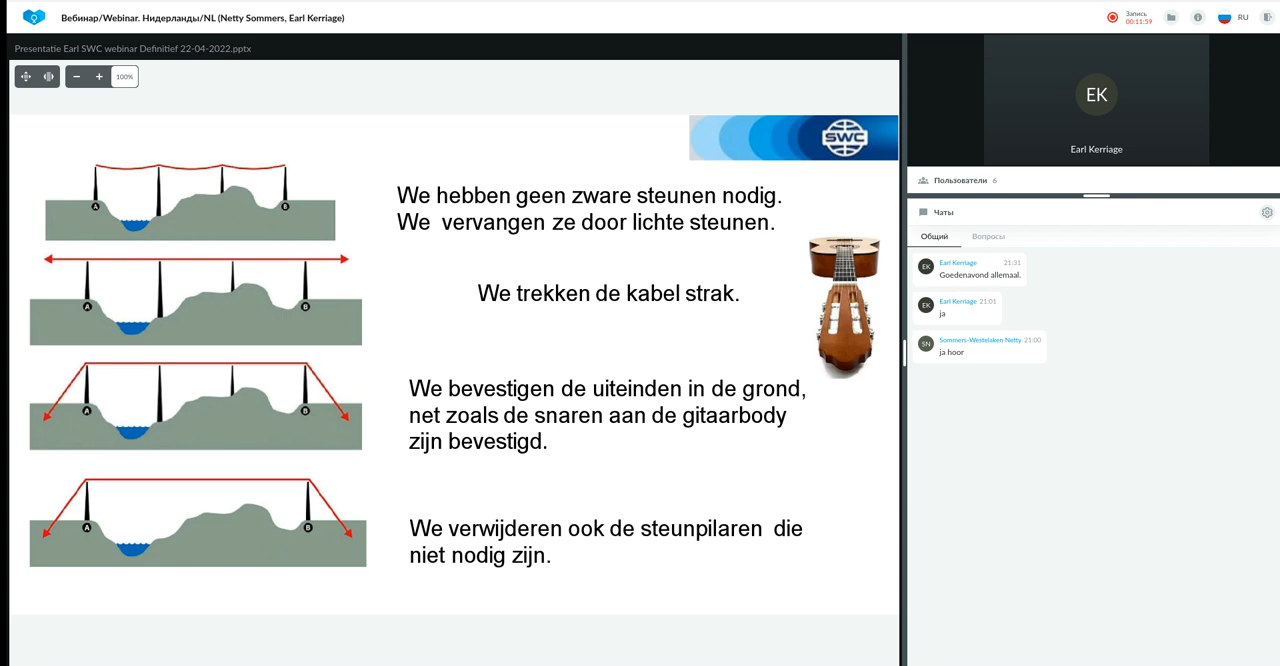 Вебинар/Webinar. Нидерланды/NL (Netty Sommers, Earl Kerriage)
Запись
00:11:59
RU
Presentatie Earl SWC webinar Definitief 22-04-2022.pptx
100%
SWC
We hebben geen zware steunen nodig.
We vervangen ze door lichte steunen.
A
B
We trekken de kabel strak.
A
B
We bevestigen de uiteinden in de grond,
net zoals de snaren aan de gitaarbody
zijn bevestigd.
A
B
We verwijderen ook de steunpilaren die
niet nodig zijn.
A
B
EK
Earl Kerriage
Пользователи 6
Чаты
Общий
Вопросы
EK
Earl Kerriage 21:31
Goedenavond allemaal.
EK
Earl Kerriage 21:01
ja
SN
Sommers-Westelaken Netty 21:00
ja hoor